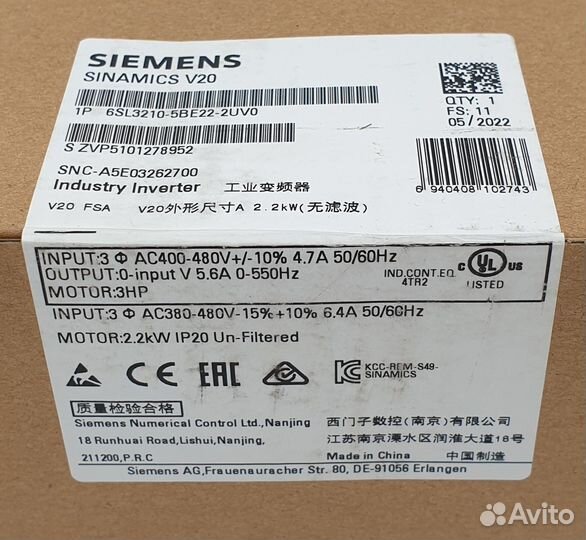 SIEMENS
SINAMICS V20
1P 6SL3210-5BE22-2UV0
S ZVP5101278952
QTY: 1
FS: 11
05/2022
SNC-A5E03262700
Industry Inverter 工业变频器
6 940408 102743
V20 FSA V20外形尺寸A 2.2kW(无滤波)
INPUT:3 Φ AC400-480V+/-10% 4.7A 50/60Hz
OUTPUT:0-input V 5.6A 0-550Hz
MOTOR:3HP
IND.CONT.EQ.
4TR2
C UL US
LISTED
INPUT:3 Φ AC380-480V-15%+10% 6.4A 50/60Hz
MOTOR:2.2kW IP20 Un-Filtered
CE EAC
KCC-REM-S49-
SINAMICS
质量检验合格
Siemens Numerical Control Ltd.,Nanjing
18 Runhuai Road,Lishui,Nanjing,
211200,P.R.C
西门子数控(南京)有限公司
江苏南京溧水区润淮大道18号
Made in China 中国制造
Siemens AG,Frauenauracher Str. 80, DE-91056 Erlangen
Avito